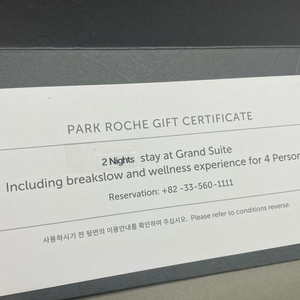 PARK ROCHE GIFT CERTIFICATE
2 Nights stay at Grand Suite
Including breakslow and wellness experience for 4 Person
Reservation: +82 -33-560-1111
사용하시기 전 뒷면의 이용안내를 확인하여 주십시오. Please refer to conditions reverse.